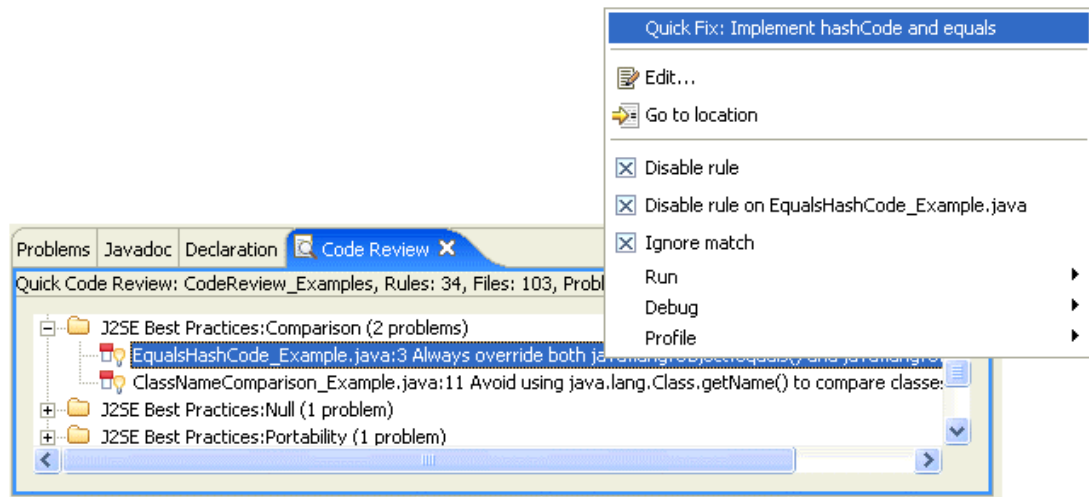 Quick Fix: Implement hashCode and equals
Edit...
Go to location
Disable rule
Disable rule on EqualsHashCode_Example.java
Ignore match
Run
Debug
Profile
Problems Javadoc Declaration Code Review
Quick Code Review: CodeReview_Examples, Rules: 34, Files: 103, Probl
J2SE Best Practices:Comparison (2 problems)
EqualsHashCode_Example.java:3 Always override both
ClassNameComparison_Example.java:11 Avoid using java.lang.Class.getName() to compare classes
J2SE Best Practices:Null (1 problem)
J2SE Best Practices:Portability (1 problem)